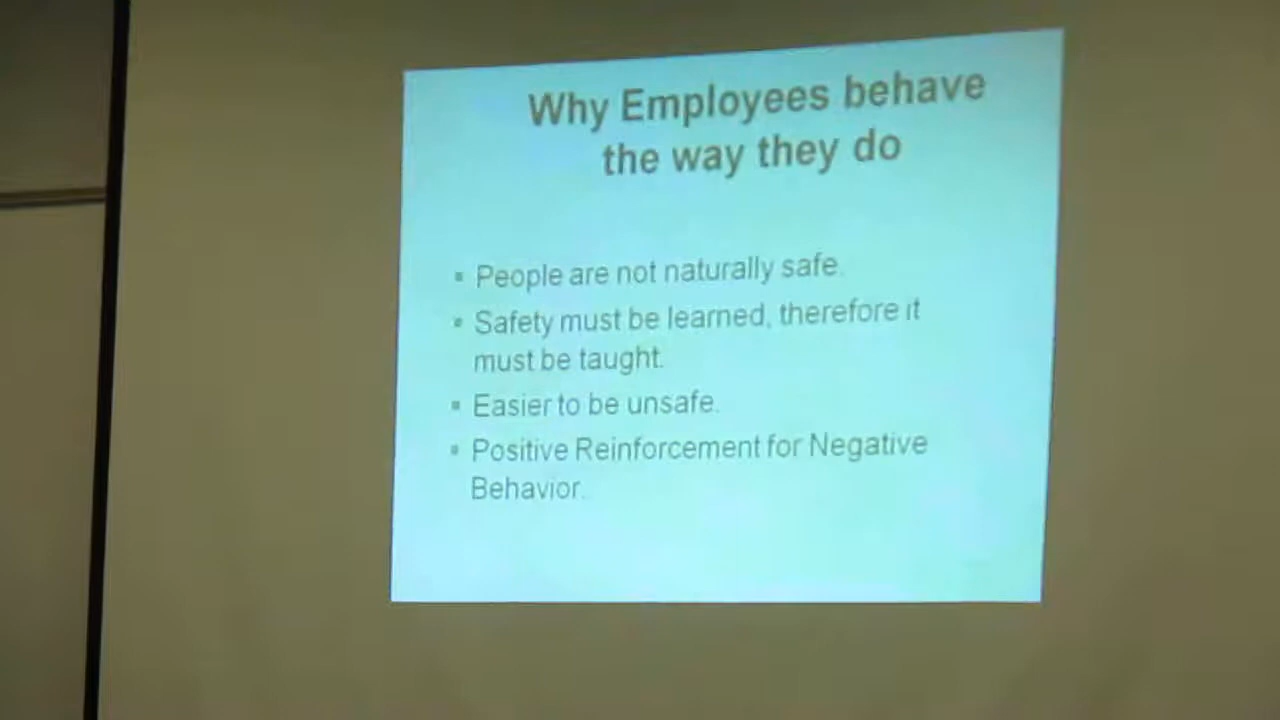 Why Employees behave
the way they do
▪ People are not naturally safe.
▪ Safety must be learned, therefore it
must be taught.
▪ Easier to be unsafe.
▪ Positive Reinforcement for Negative
Behavior.